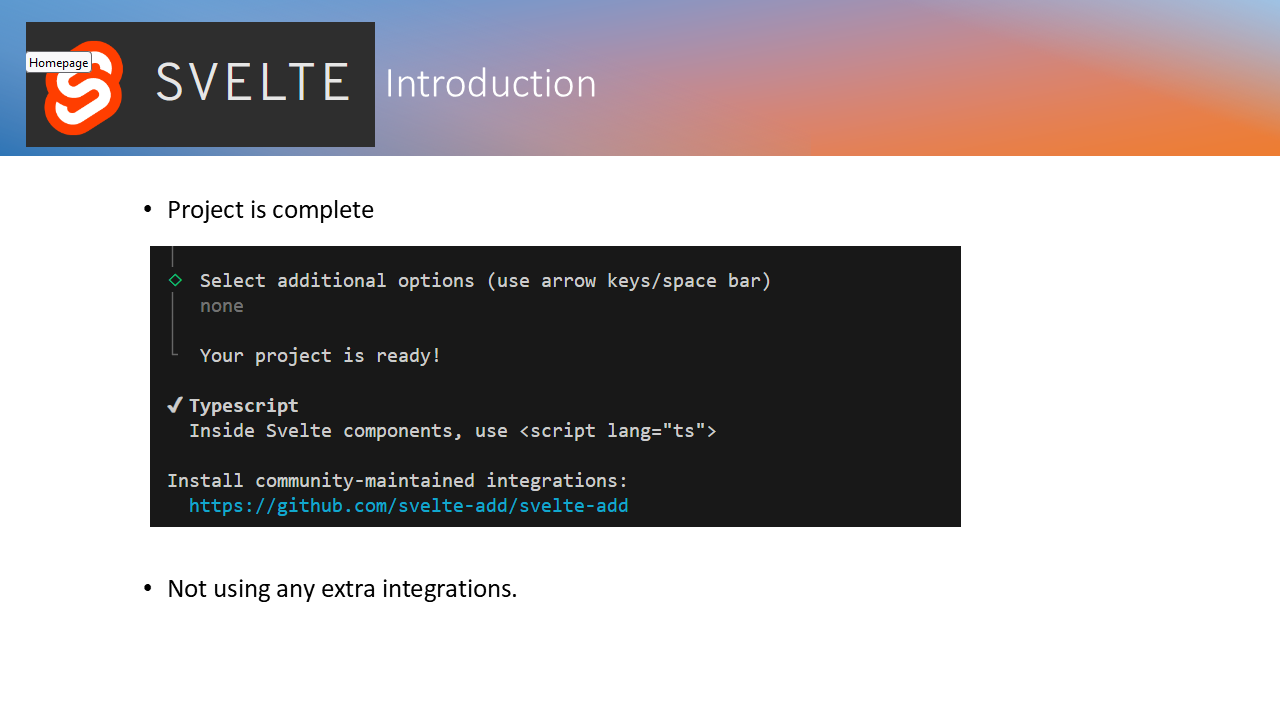 Homepage
SVELTE Introduction
• Project is complete
Select additional options (use arrow keys/space bar)
none
Your project is ready!
✔ Typescript
Inside Svelte components, use <script lang="ts">
Install community-maintained integrations:
https://github.com/svelte-add/svelte-add
• Not using any extra integrations.